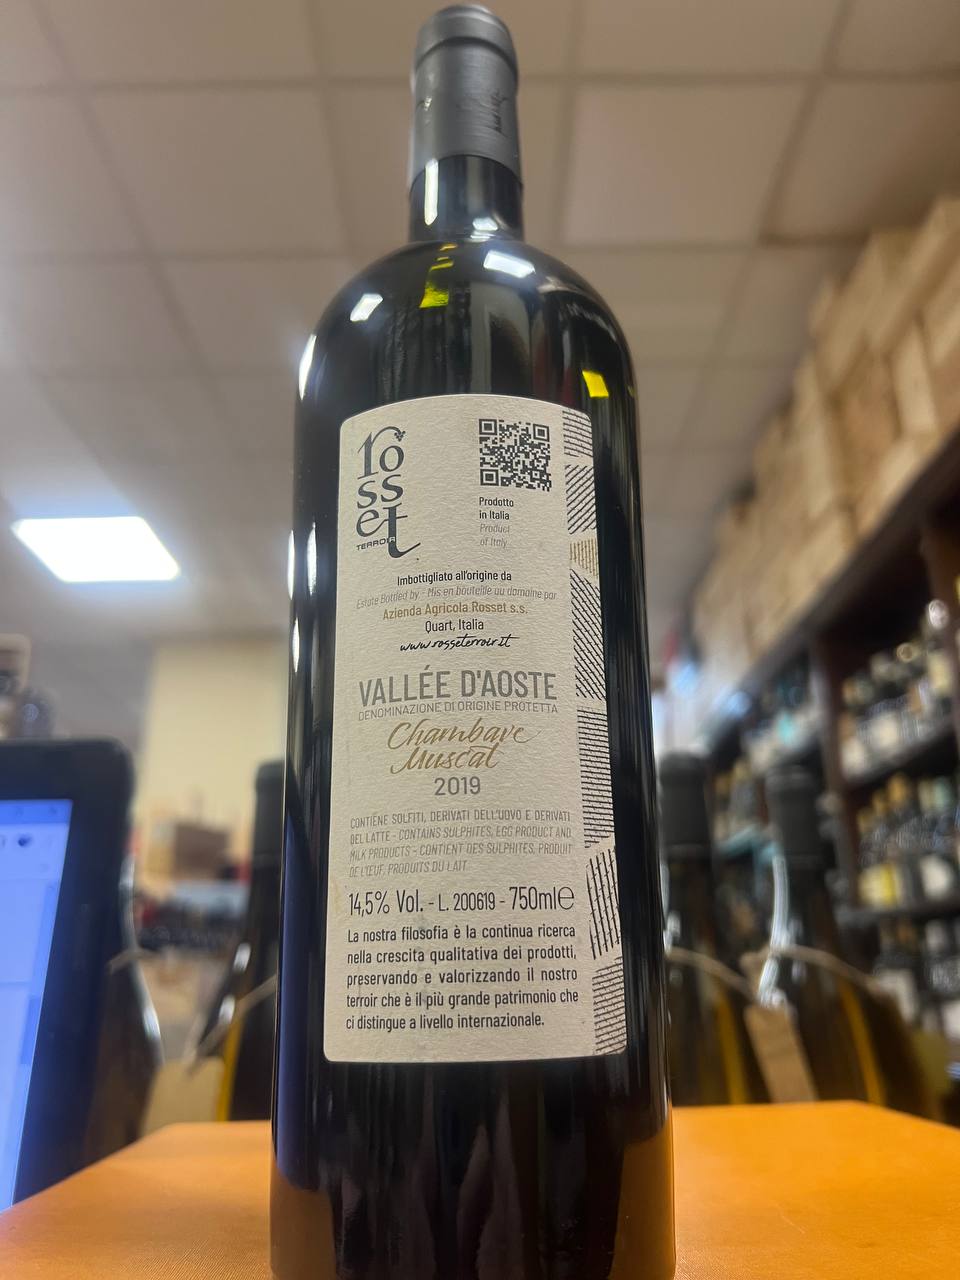 rosset
TERROIR
Prodotto
in Italia
Product
of Italy
Imbottigliato all'origine da
Estate Bottled by - Mis en bouteille au domaine par
Azienda Agricola Rosset s.s.
Quart, Italia
www.rosseterroir.it
VALLÉE D'AOSTE
DENOMINAZIONE DI ORIGINE PROTETTA
Chambave
Muscat
2019
CONTIENE SOLFITI, DERIVATI DELL'UOVO E DERIVATI
DEL LATTE - CONTAINS SULPHITES, EGG PRODUCT AND
MILK PRODUCTS - CONTIENT DES SULPHITES, PRODUIT
DE L'ŒUF, PRODUITS DU LAIT
14,5% Vol. - L. 200619 - 750ml℮
La nostra filosofia è la continua ricerca
nella crescita qualitativa dei prodotti,
preservando e valorizzando il nostro
terroir che è il più grande patrimonio che
ci distingue a livello internazionale.